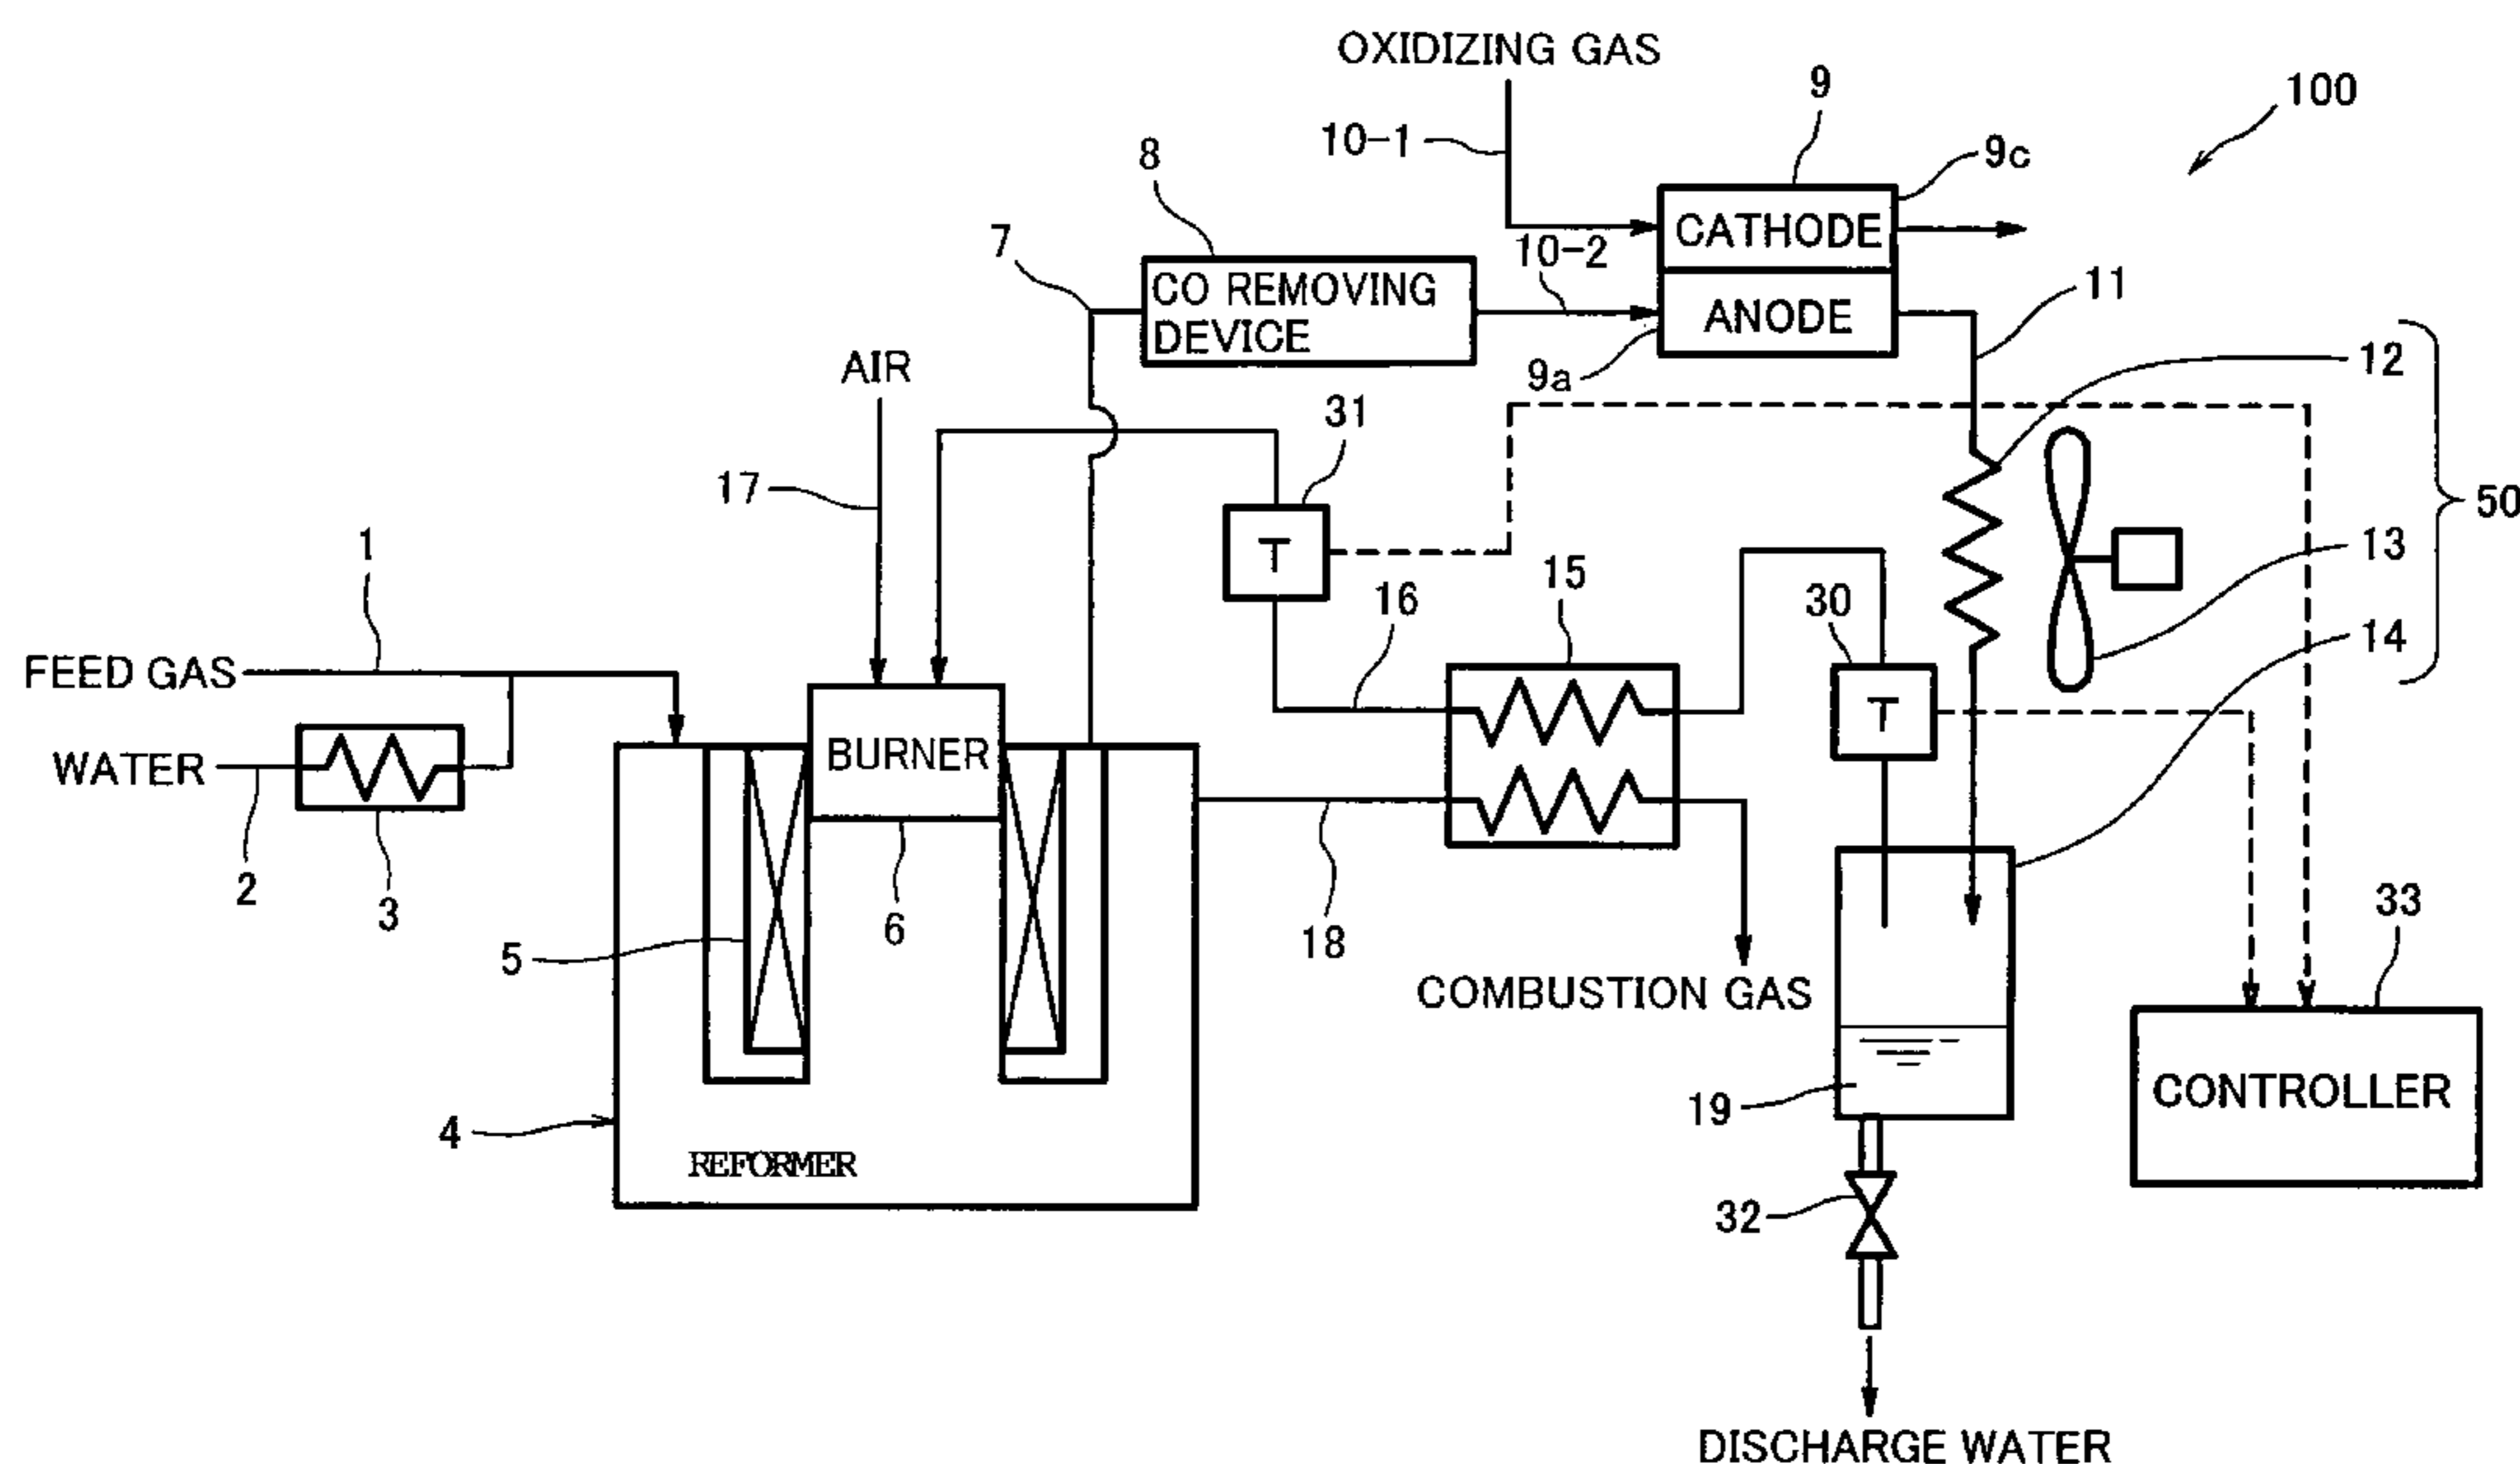 OXIDIZING GAS
9
100
10-1
9c
8
7
CATHODE
10-2
CO REMOVING
DEVICE
ANODE
11
AIR
9a
12
31
17
50
T
13
1
15
16
30
14
FEED GAS
T
WATER
BURNER
2
3
6
18
33
5
COMBUSTION GAS
CONTROLLER
19
4
REFORMER
32
DISCHARGE WATER